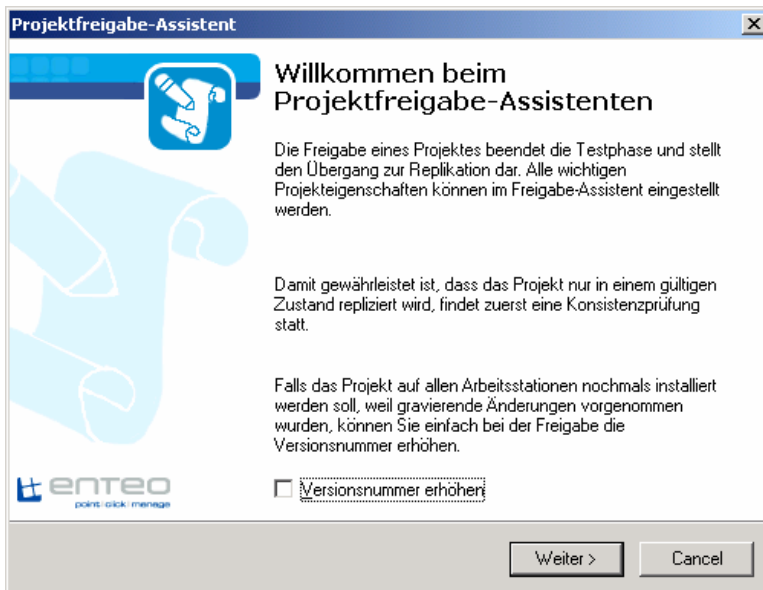 Projektfreigabe-Assistent
Willkommen beim
Projektfreigabe-Assistenten
Die Freigabe eines Projektes beendet die Testphase und stellt
den Übergang zur Replikation dar. Alle wichtigen
Projekteigenschaften können im Freigabe-Assistent eingestellt
werden.
Damit gewährleistet ist, dass das Projekt nur in einem gültigen
Zustand repliziert wird, findet zuerst eine Konsistenzprüfung
statt.
Falls das Projekt auf allen Arbeitsstationen nochmals installiert
werden soll, weil gravierende Änderungen vorgenommen
wurden, können Sie einfach bei der Freigabe die
Versionsnummer erhöhen.
enteo
point click manage
Versionsnummer erhöhen
Weiter >
Cancel